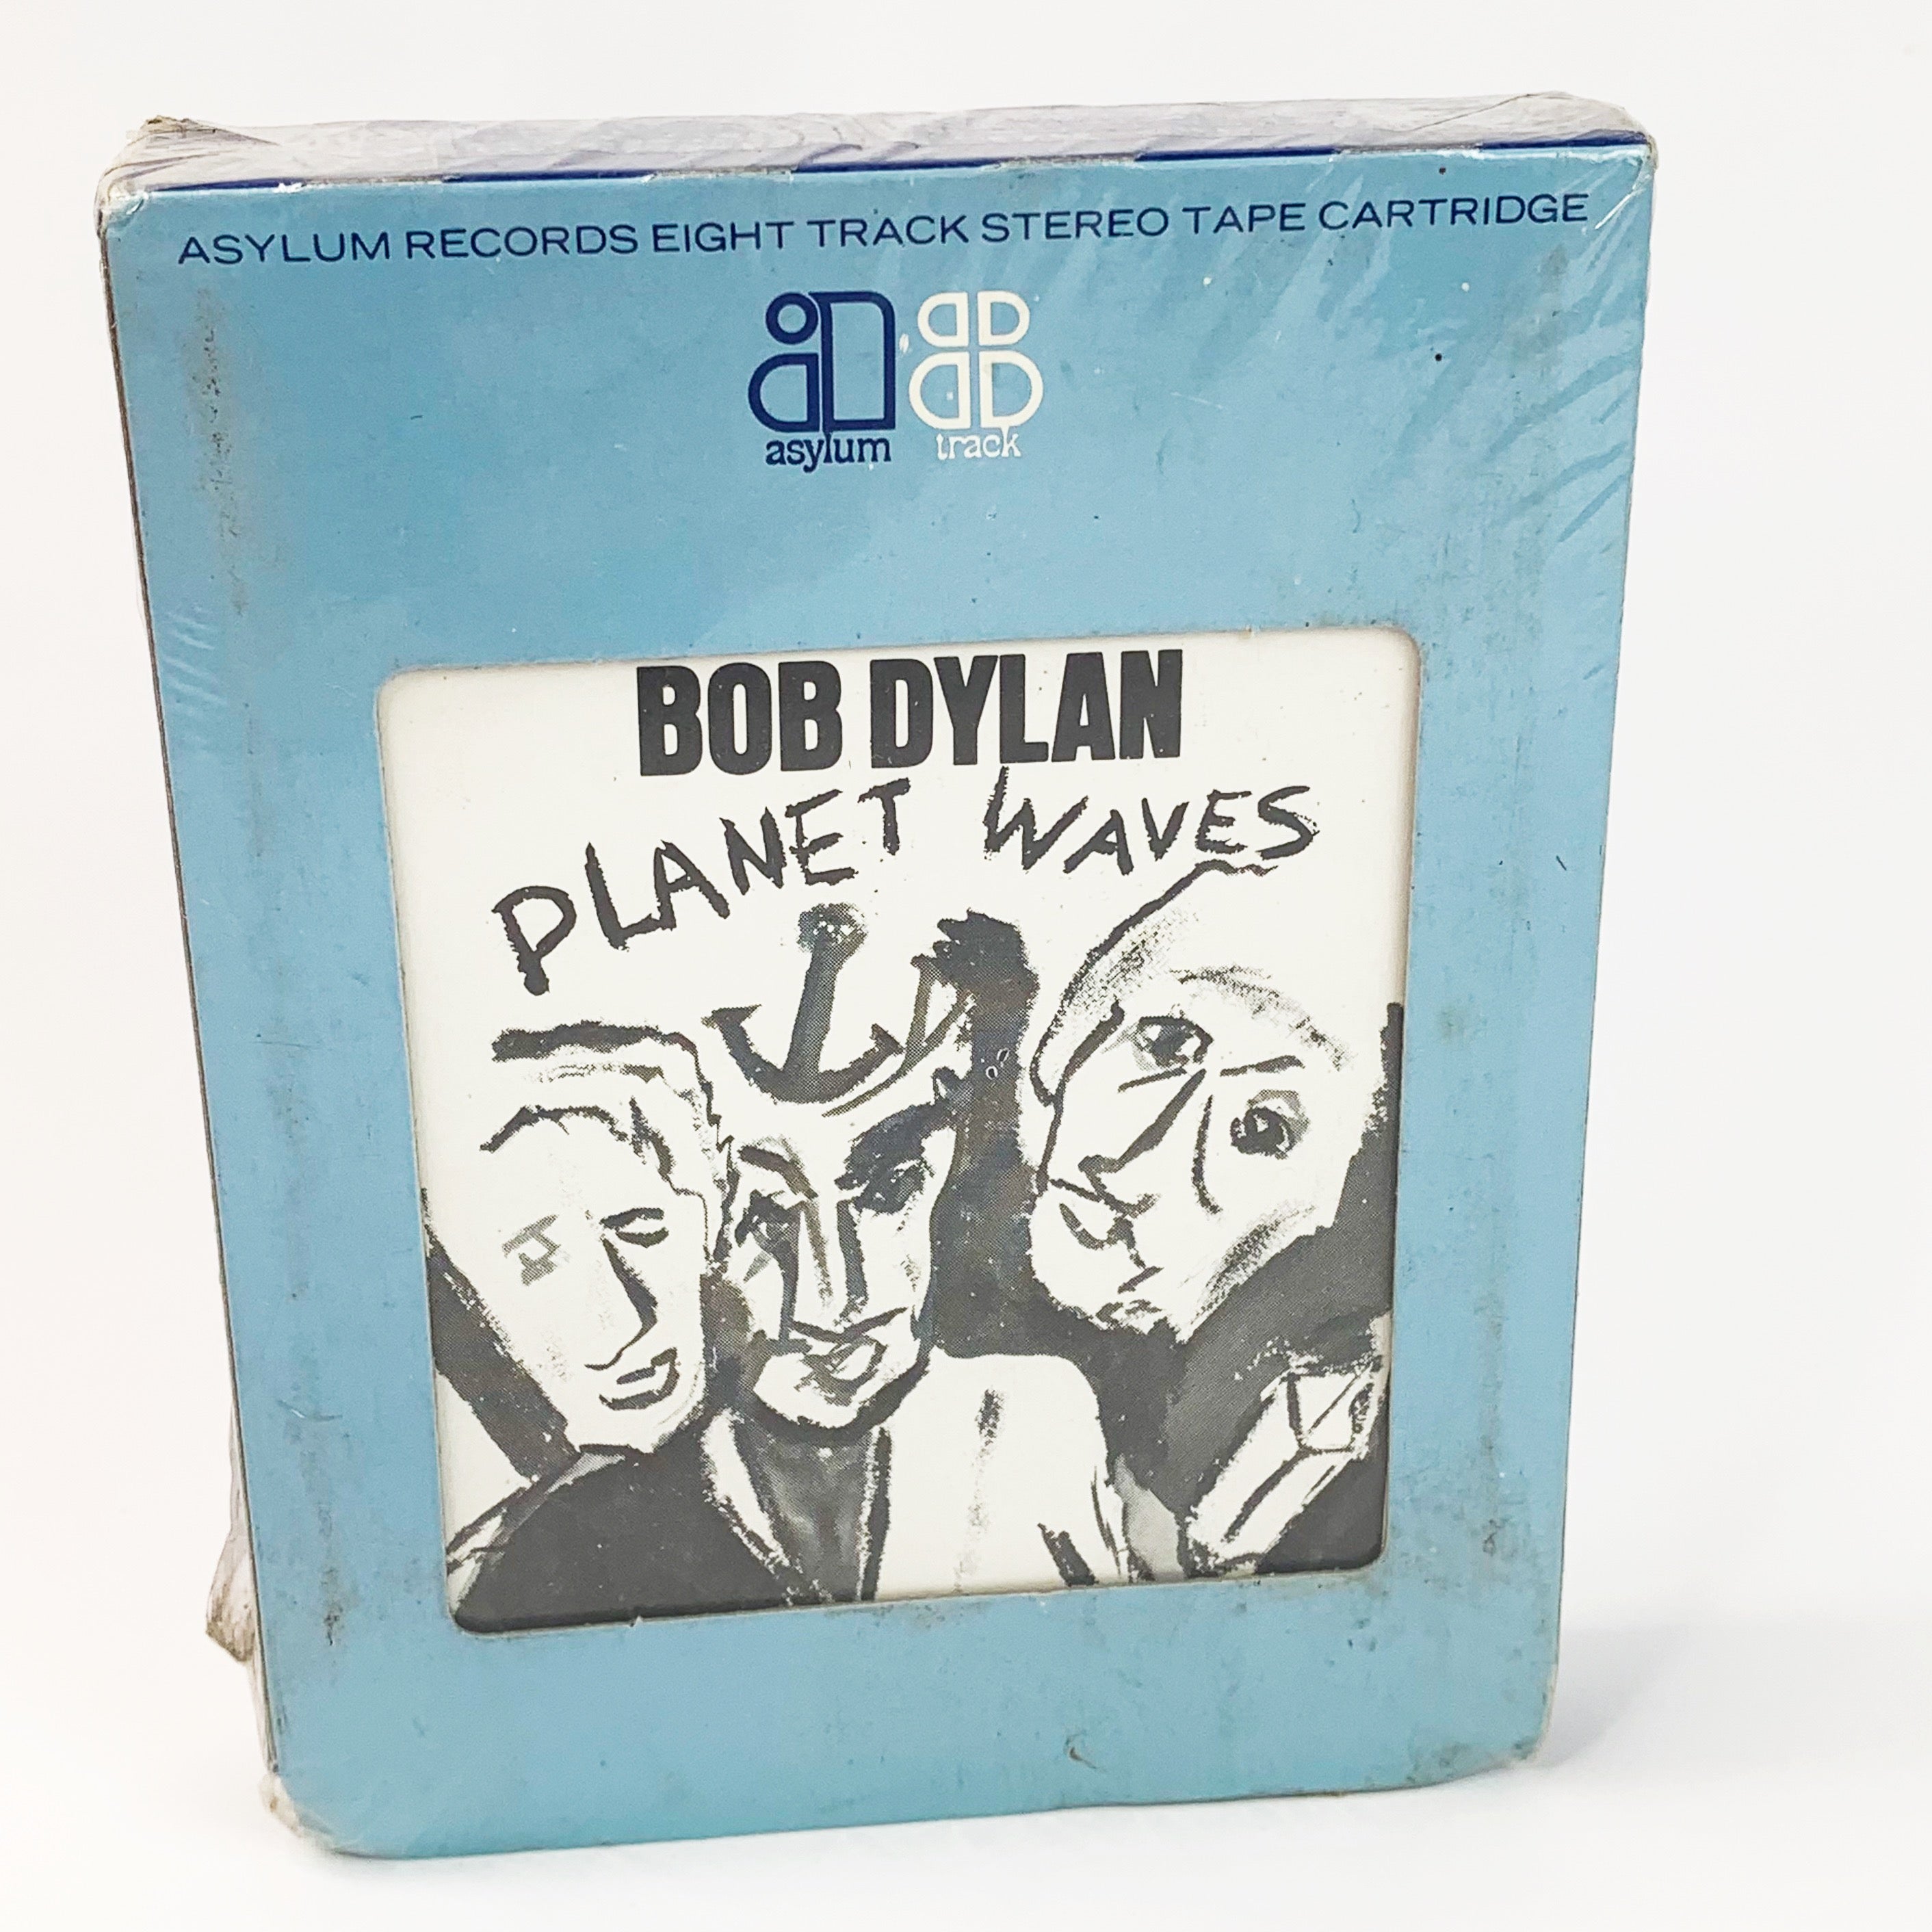 ASYLUM RECORDS EIGHT TRACK STEREO TAPE CARTRIDGE
asylum track
BOB DYLAN
PLANET WAVES